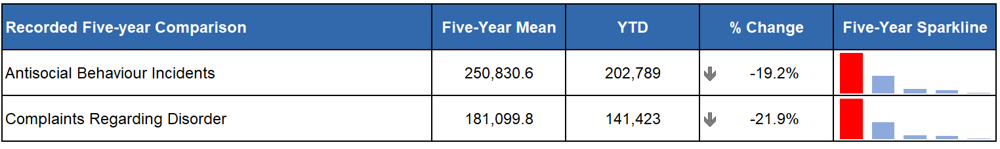 Recorded Five-year Comparison Five-Year Mean YTD % Change Five-Year Sparkline
Antisocial Behaviour Incidents 250,830.6 202,789 -19.2%
Complaints Regarding Disorder 181,099.8 141,423 -21.9%